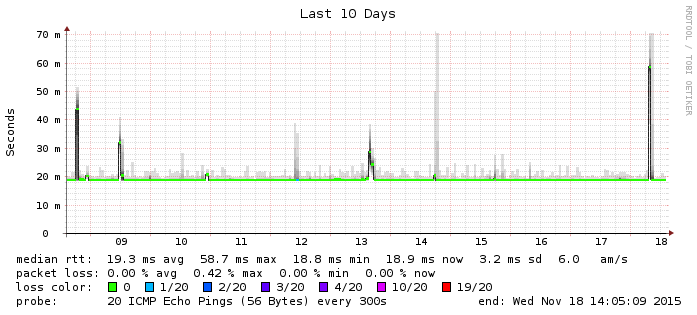 Last 10 Days
RRDTOOL / TOBI OETIKER
Seconds
70 m
60 m
50 m
40 m
30 m
20 m
10 m
0
09 10 11 12 13 14 15 16 17 18
median rtt: 19.3 ms avg 58.7 ms max 18.8 ms min 18.9 ms now 3.2 ms sd 6.0 am/s
packet loss: 0.00 % avg 0.42 % max 0.00 % min 0.00 % now
loss color: 0 1/20 2/20 3/20 4/20 10/20 19/20
probe: 20 ICMP Echo Pings (56 Bytes) every 300s end: Wed Nov 18 14:05:09 2015